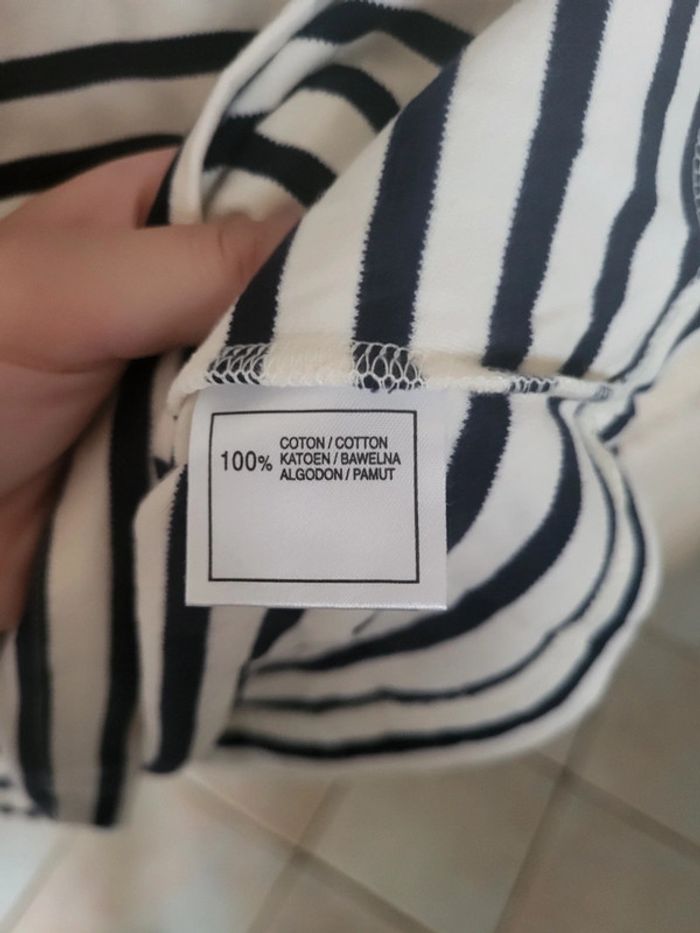 100% COTON / COTTON
KATOEN / BAWELNA
ALGODON / PAMUT